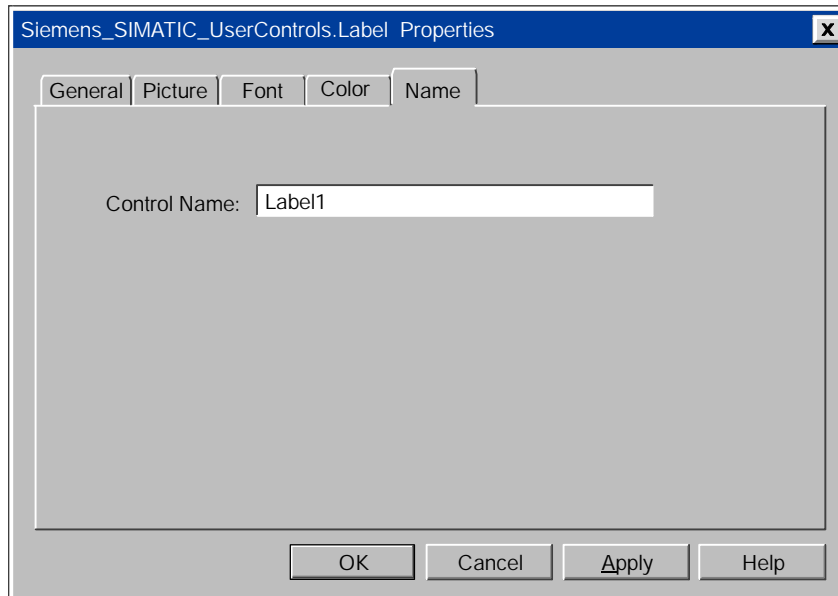 Siemens_SIMATIC_UserControls.Label Properties x
General Picture Font Color Name
Control Name: Label1
OK Cancel Apply Help